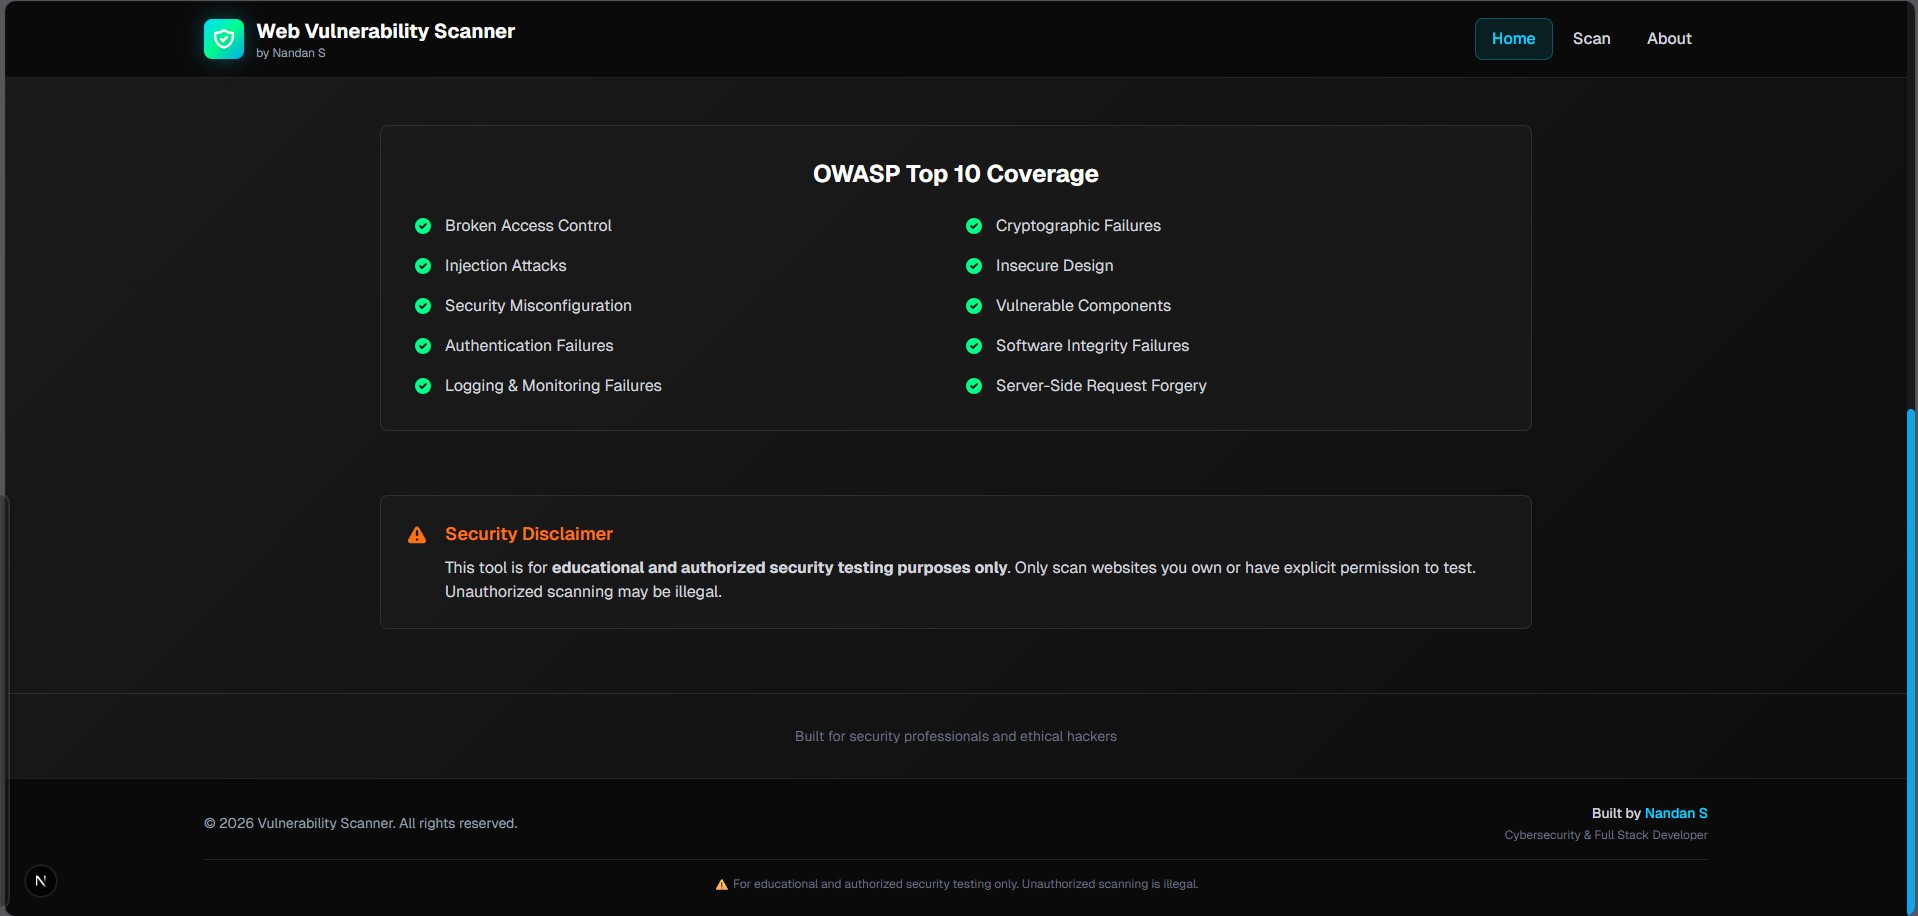 Web Vulnerability Scanner
by Nandan S
Home
Scan
About
OWASP Top 10 Coverage
Broken Access Control
Cryptographic Failures
Injection Attacks
Insecure Design
Security Misconfiguration
Vulnerable Components
Authentication Failures
Software Integrity Failures
Logging & Monitoring Failures
Server-Side Request Forgery
Security Disclaimer
This tool is for educational and authorized security testing purposes only. Only scan websites you own or have explicit permission to test.
Unauthorized scanning may be illegal.
Built for security professionals and ethical hackers
© 2026 Vulnerability Scanner. All rights reserved.
Built by Nandan S
Cybersecurity & Full Stack Developer
N
⚠ For educational and authorized security testing only. Unauthorized scanning is illegal.